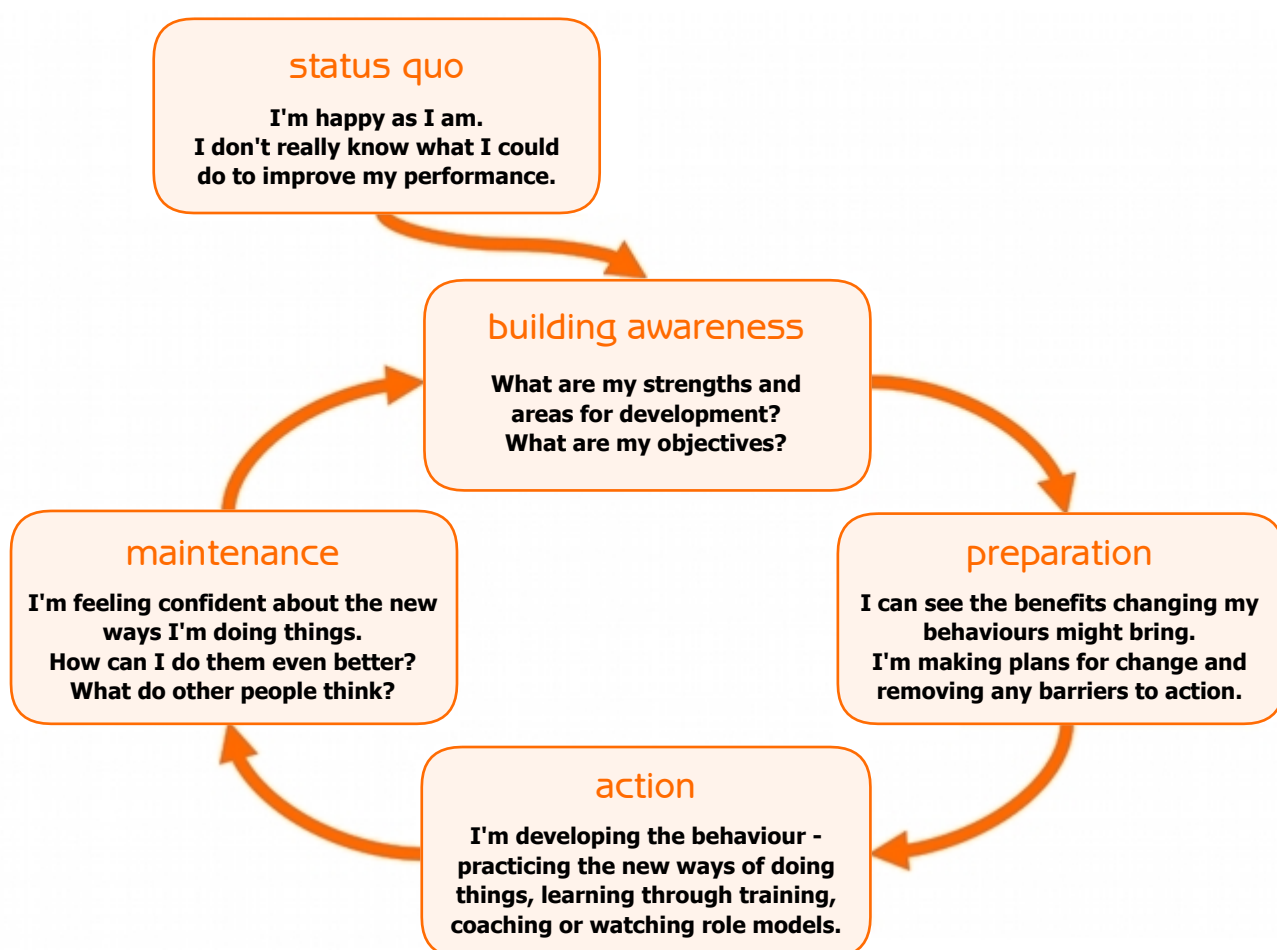 status quo
I'm happy as I am.
I don't really know what I could
do to improve my performance.
building awareness
What are my strengths and
areas for development?
What are my objectives?
maintenance
I'm feeling confident about the new
ways I'm doing things.
How can I do them even better?
What do other people think?
preparation
I can see the benefits changing my
behaviours might bring.
I'm making plans for change and
removing any barriers to action.
action
I'm developing the behaviour -
practicing the new ways of doing
things, learning through training,
coaching or watching role models.